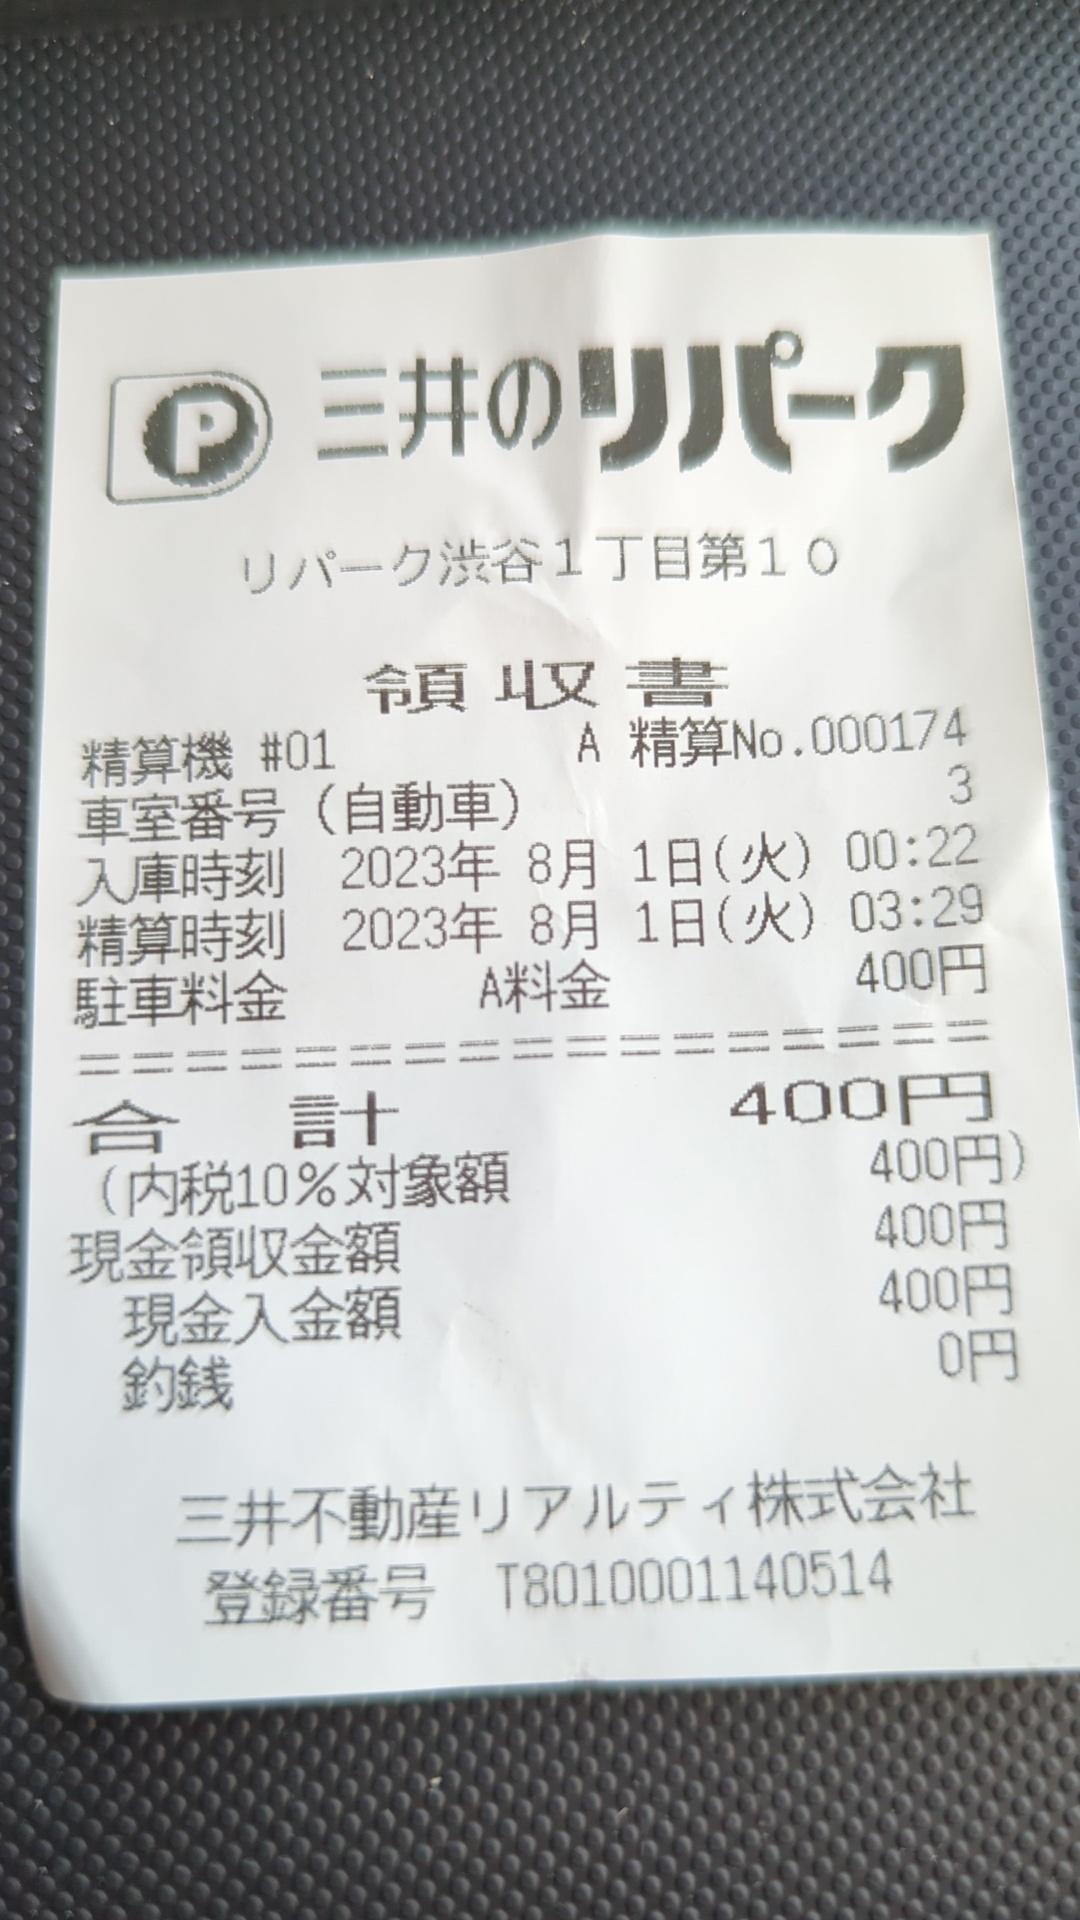 P 三井のリパーク
リパーク渋谷1丁目第10
領収書
精算機 #01 A 精算No.000174
車室番号(自動車) 3
入庫時刻 2023年 8月 1日(火) 00:22
精算時刻 2023年 8月 1日(火) 03:29
駐車料金 A料金 400円
====================
合 計 400円
(内税10%対象額 400円)
現金領収金額 400円
現金入金額 400円
釣銭 0円
三井不動産リアルティ株式会社
登録番号 T8010001140514